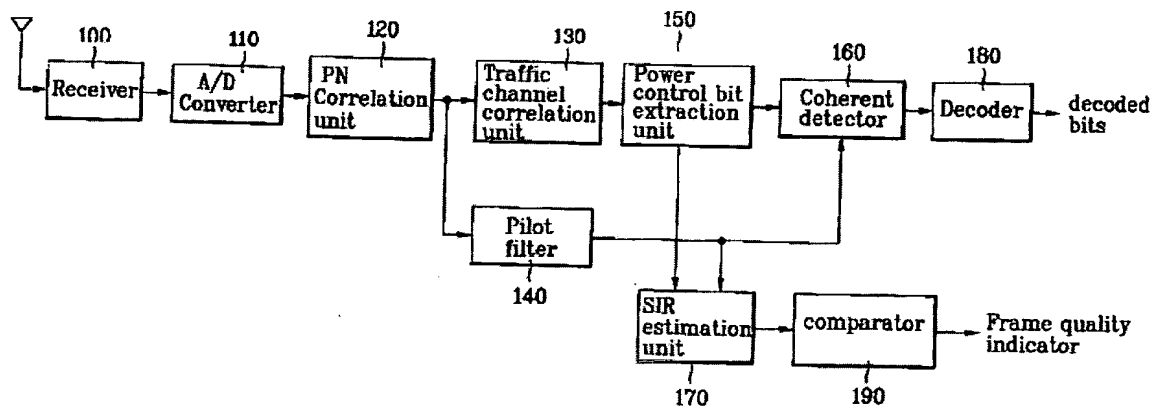 100
Receiver
110
A/D
Converter
120
PN
Correlation
unit
130
Traffic
channel
correlation
unit
150
Power
control bit
extraction
unit
160
Coherent
detector
180
Decoder
decoded
bits
Pilot
filter
140
SIR
estimation
unit
170
comparator
190
Frame quality
indicator